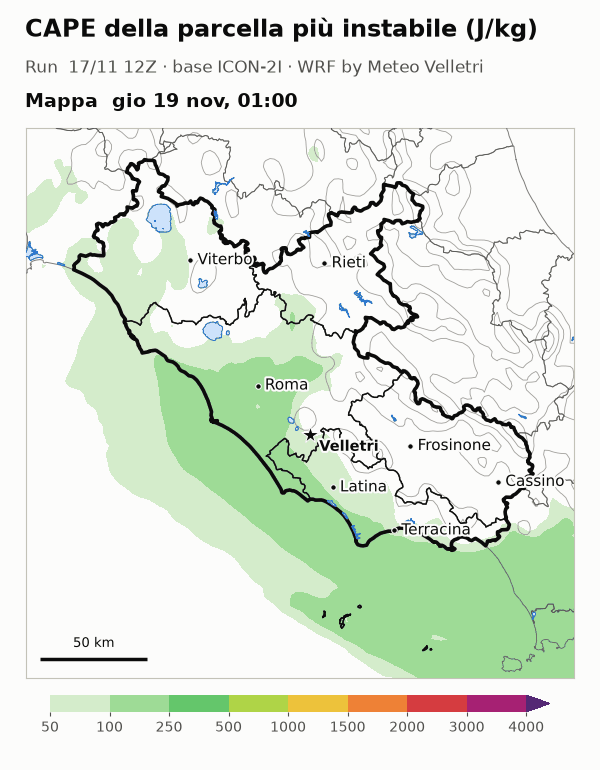 CAPE della parcella più instabile (J/kg)
Run  17/11 12Z · base ICON-2I · WRF by Meteo Velletri
Mappa  gio 19 nov, 01:00
Viterbo
Rieti
Roma
Velletri
Frosinone
Latina
Cassino
Terracina
50 km
50 100 250 500 1000 1500 2000 3000 4000